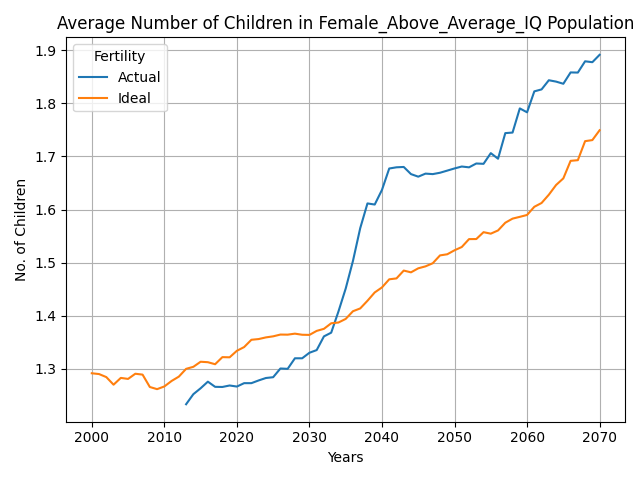 Average Number of Children in Female_Above_Average_IQ Population
Fertility
Actual
Ideal
1.9
1.8
1.7
1.6
1.5
1.4
1.3
No. of Children
2000 2010 2020 2030 2040 2050 2060 2070
Years